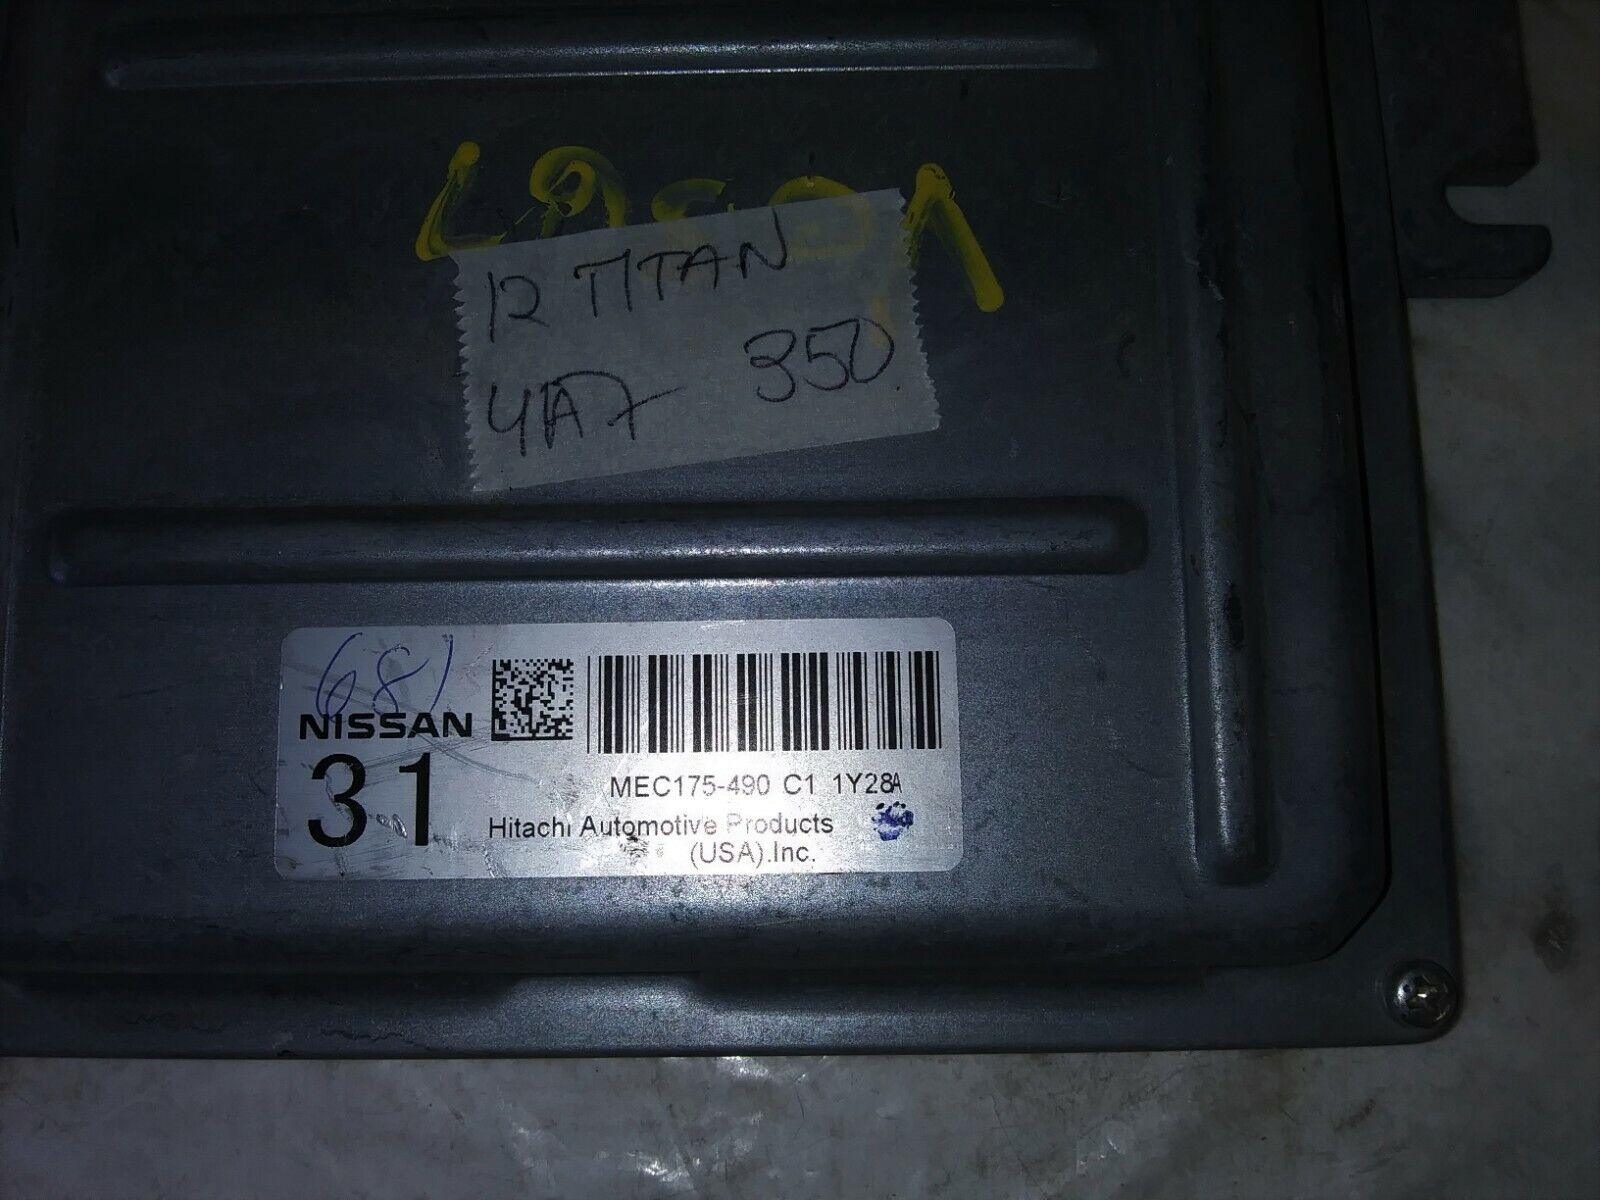 12 TITAN
4A7 350
681
NISSAN
31
MEC175-490 C1 1Y28A
Hitachi Automotive Products
(USA).Inc.